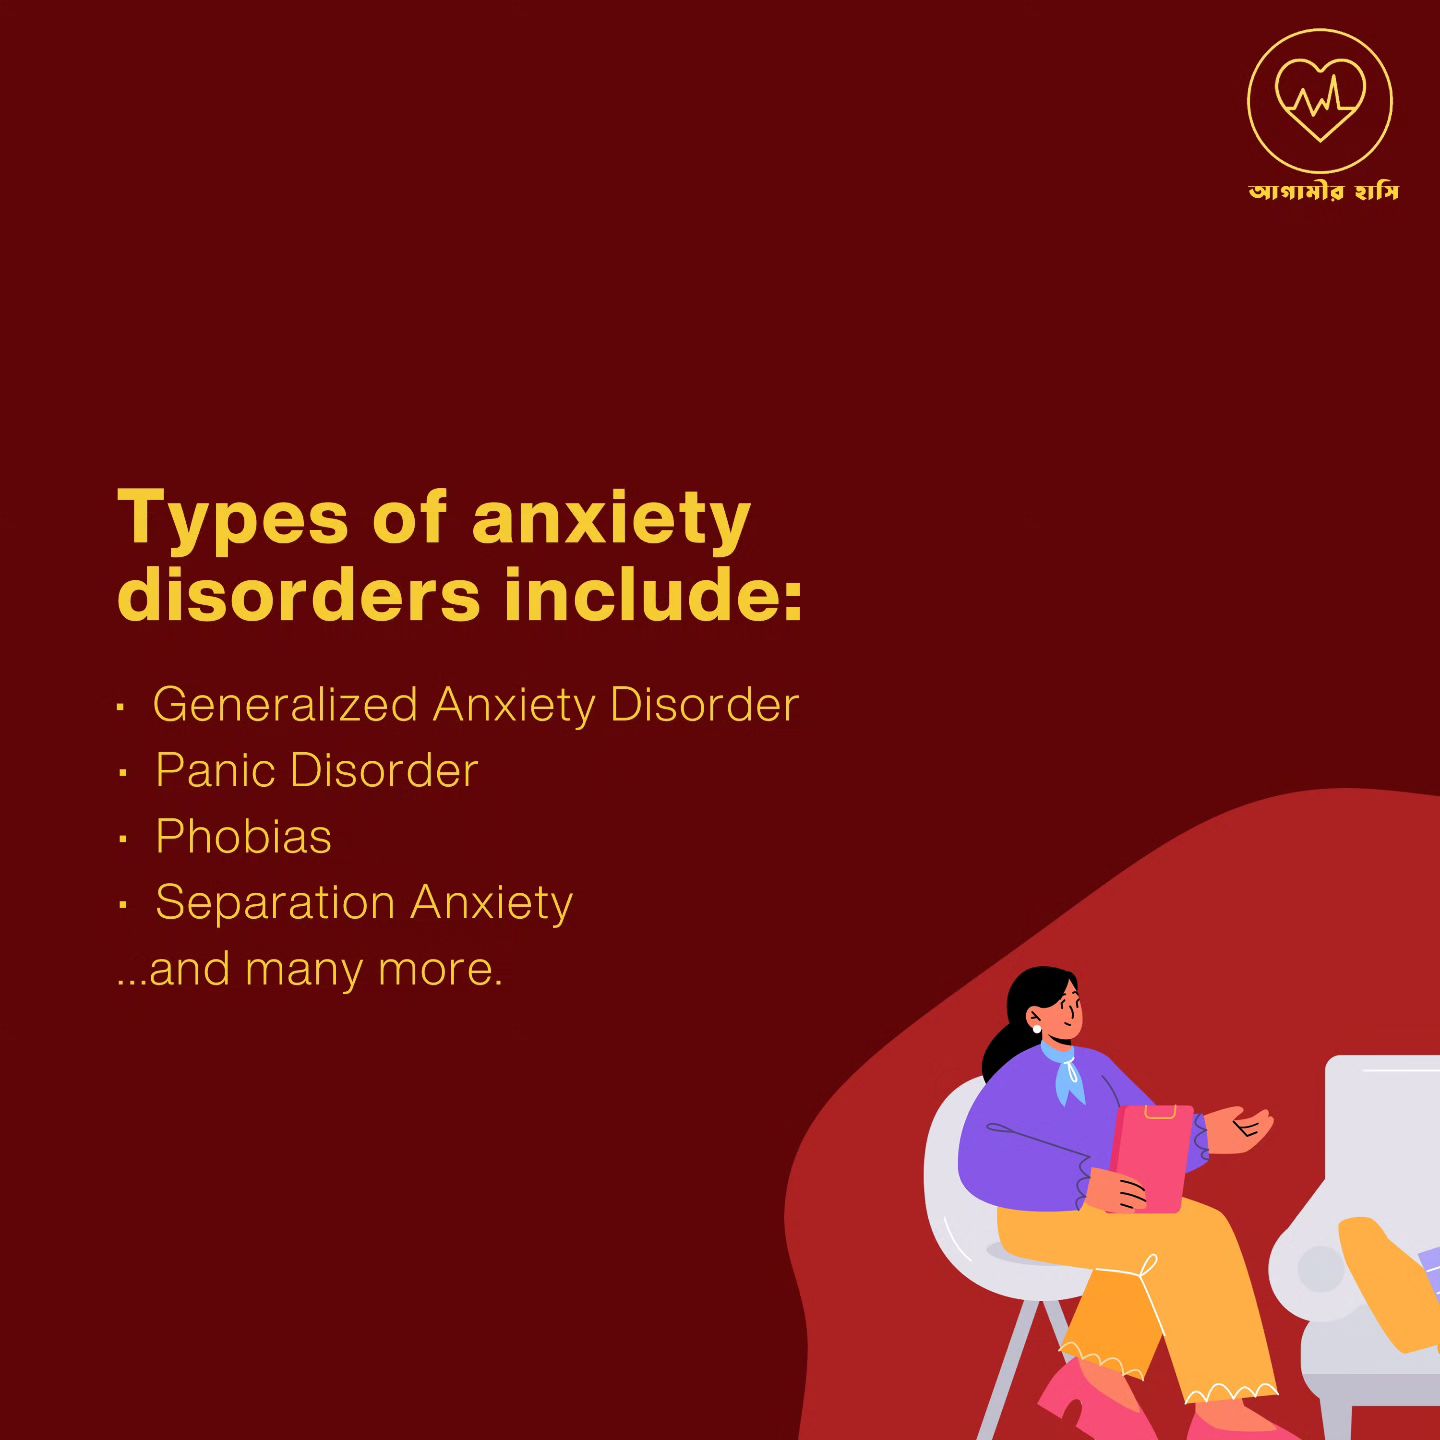 আগামীর হাসি
Types of anxiety
disorders include:
· Generalized Anxiety Disorder
· Panic Disorder
· Phobias
· Separation Anxiety
...and many more.